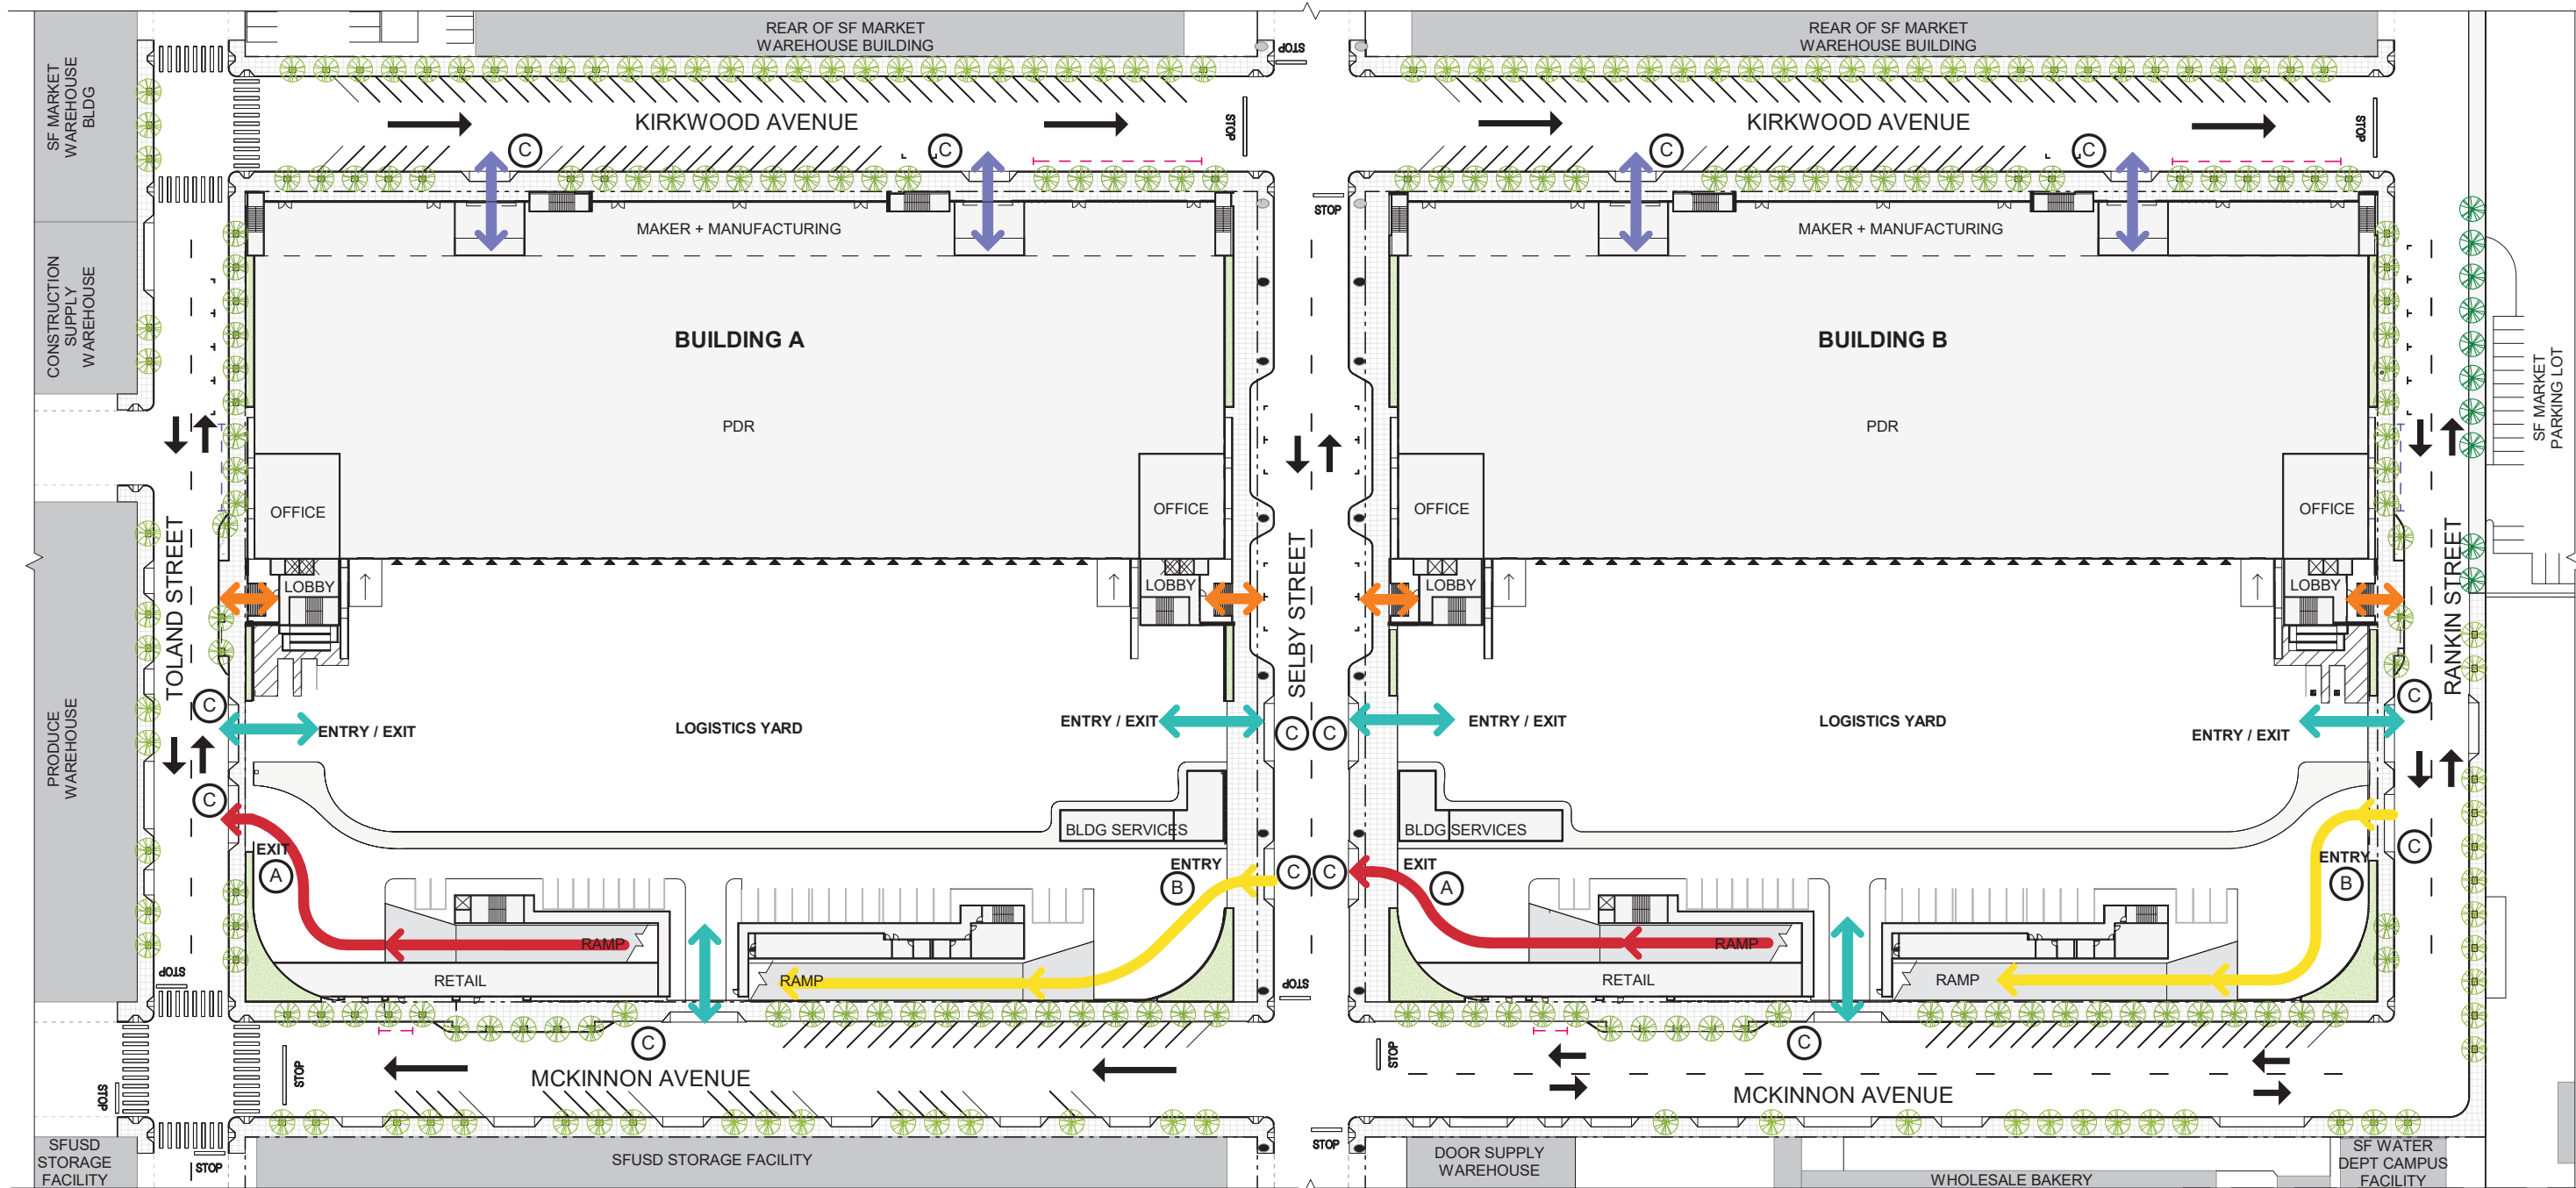 REAR OF SF MARKET
WAREHOUSE BUILDING
REAR OF SF MARKET
WAREHOUSE BUILDING
STOP
SF MARKET
WAREHOUSE
BLDG
KIRKWOOD AVENUE
STOP
KIRKWOOD AVENUE
STOP
C
C
C
C
STOP
MAKER + MANUFACTURING
MAKER + MANUFACTURING
CONSTRUCTION
SUPPLY
WAREHOUSE
BUILDING A
BUILDING B
PDR
PDR
SF MARKET
PARKING LOT
OFFICE
OFFICE
OFFICE
OFFICE
TOLAND STREET
SELBY STREET
RANKIN STREET
LOBBY
LOBBY
LOBBY
LOBBY
PRODUCE
WAREHOUSE
C
C
ENTRY / EXIT
LOGISTICS YARD
ENTRY / EXIT
C
C
ENTRY / EXIT
LOGISTICS YARD
ENTRY / EXIT
C
BLDG SERVICES
BLDG SERVICES
EXIT
A
ENTRY
B
C
C
EXIT
A
ENTRY
B
C
RAMP
RAMP
RETAIL
RAMP
RETAIL
RAMP
STOP
STOP
C
C
STOP
STOP
STOP
MCKINNON AVENUE
MCKINNON AVENUE
STOP
STOP
SFUSD
STORAGE
FACILITY
SFUSD STORAGE FACILITY
DOOR SUPPLY
WAREHOUSE
WHOLESALE BAKERY
SF WATER
DEPT CAMPUS
FACILITY